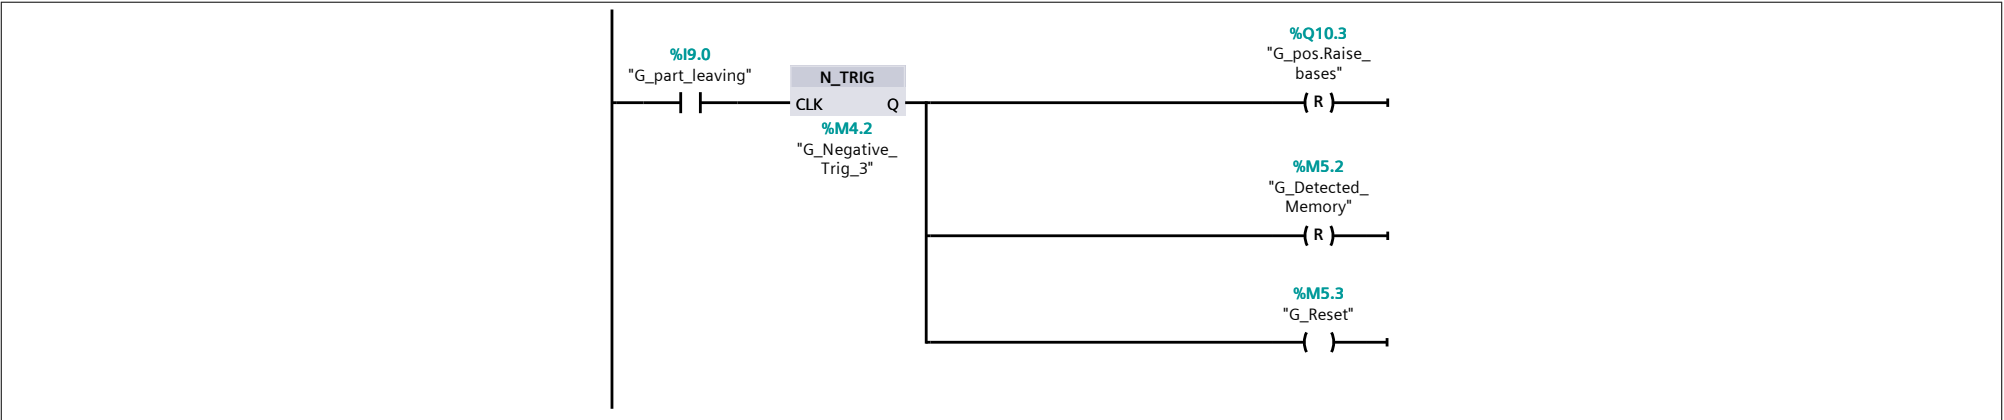 %I9.0
"G_part_leaving"
N_TRIG
CLK Q
%M4.2
"G_Negative_
Trig_3"
%Q10.3
"G_pos.Raise_
bases"
( R )
%M5.2
"G_Detected_
Memory"
( R )
%M5.3
"G_Reset"
( )